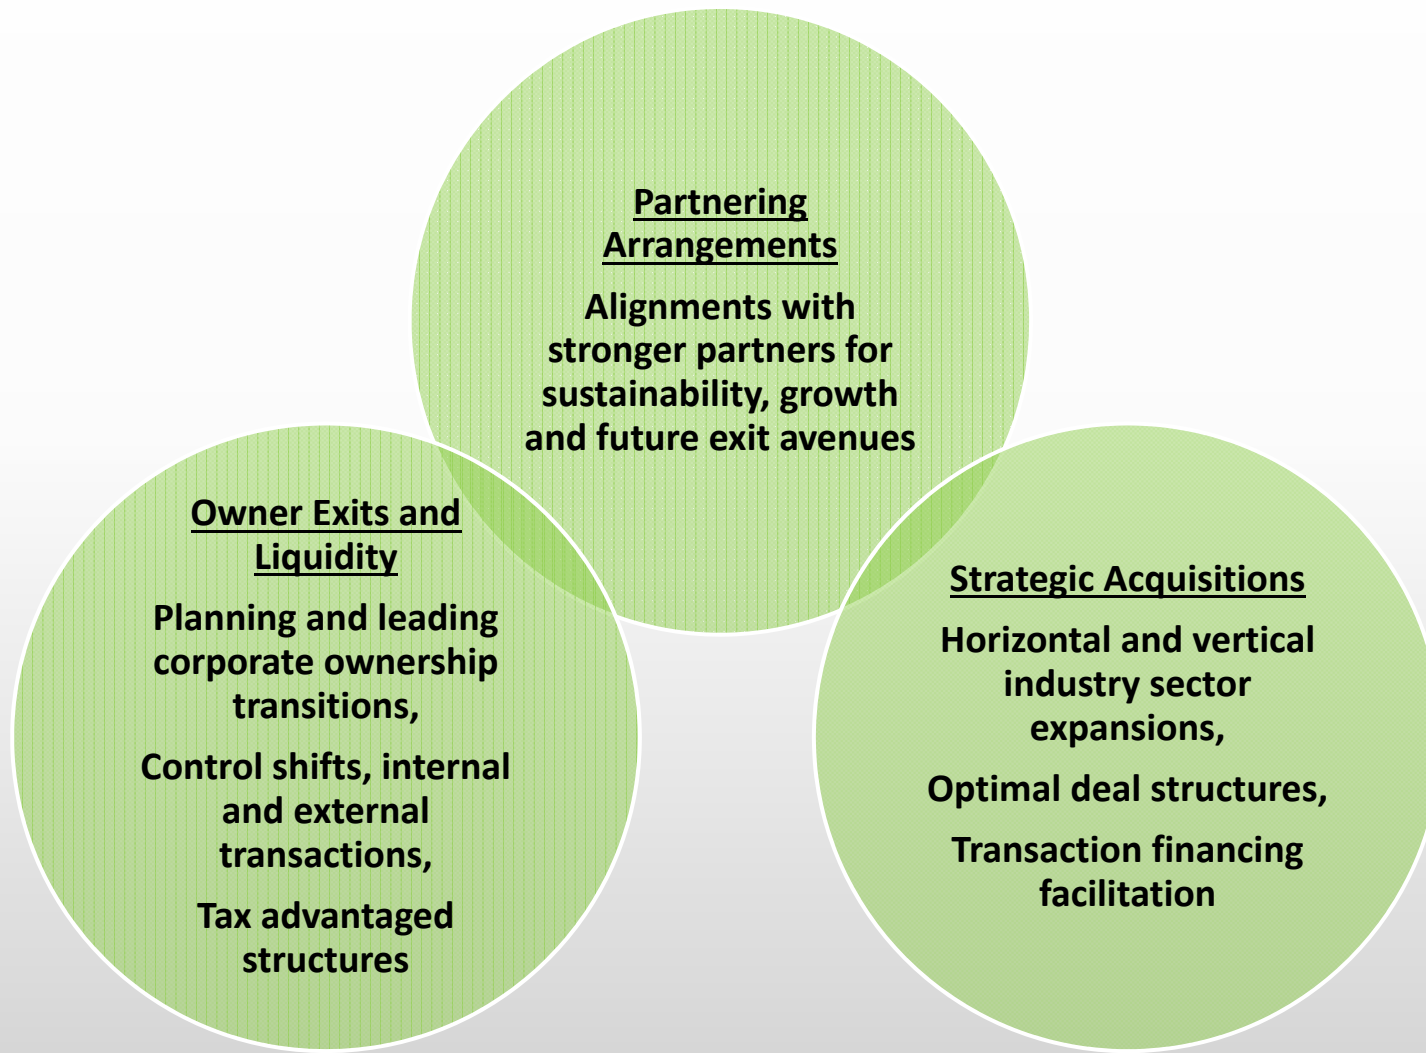 Partnering
Arrangements
Alignments with
stronger partners for
sustainability, growth
and future exit avenues
Owner Exits and
Liquidity
Planning and leading
corporate ownership
transitions,
Control shifts, internal
and external
transactions,
Tax advantaged
structures
Strategic Acquisitions
Horizontal and vertical
industry sector
expansions,
Optimal deal structures,
Transaction financing
facilitation